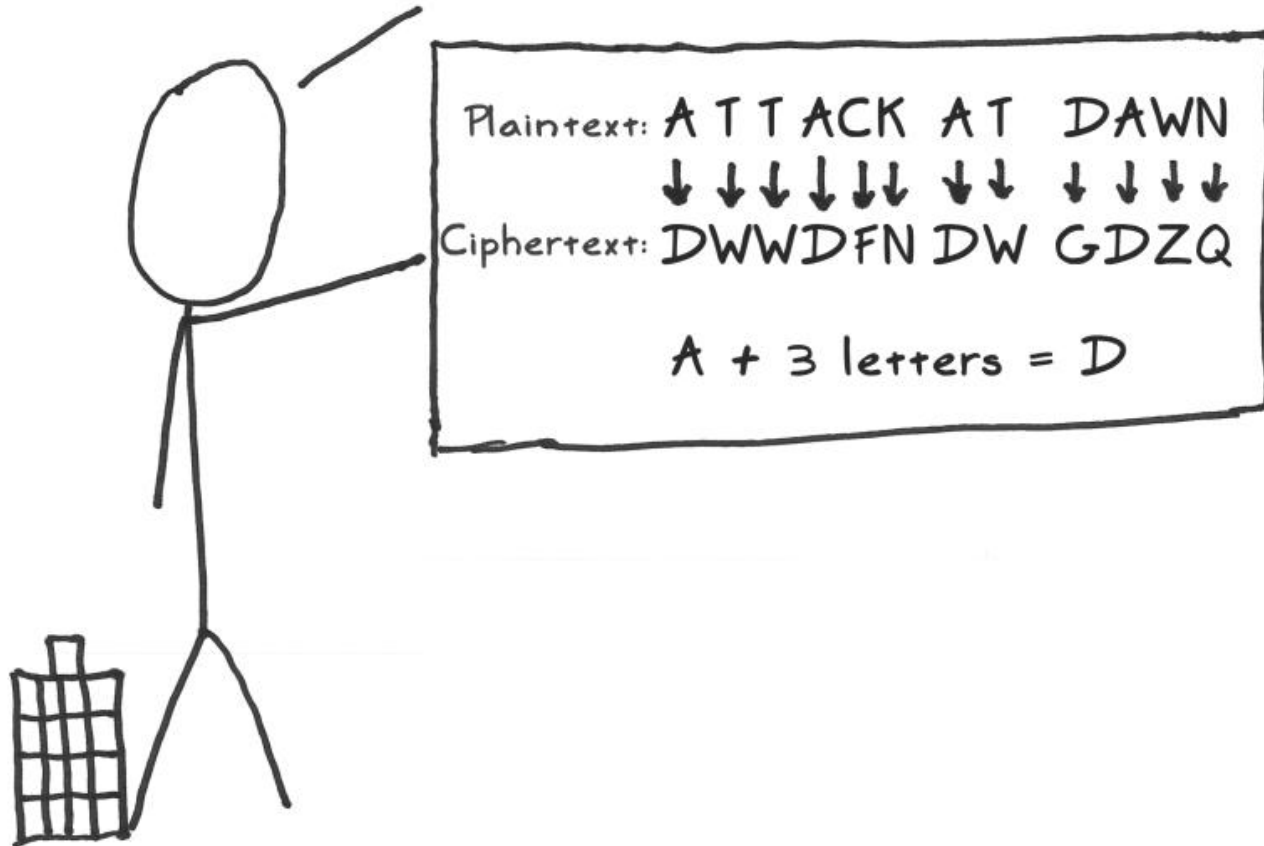 Plaintext: ATTACK AT DAWN
Ciphertext: DWWDFN DW GDZQ
A + 3 letters = D